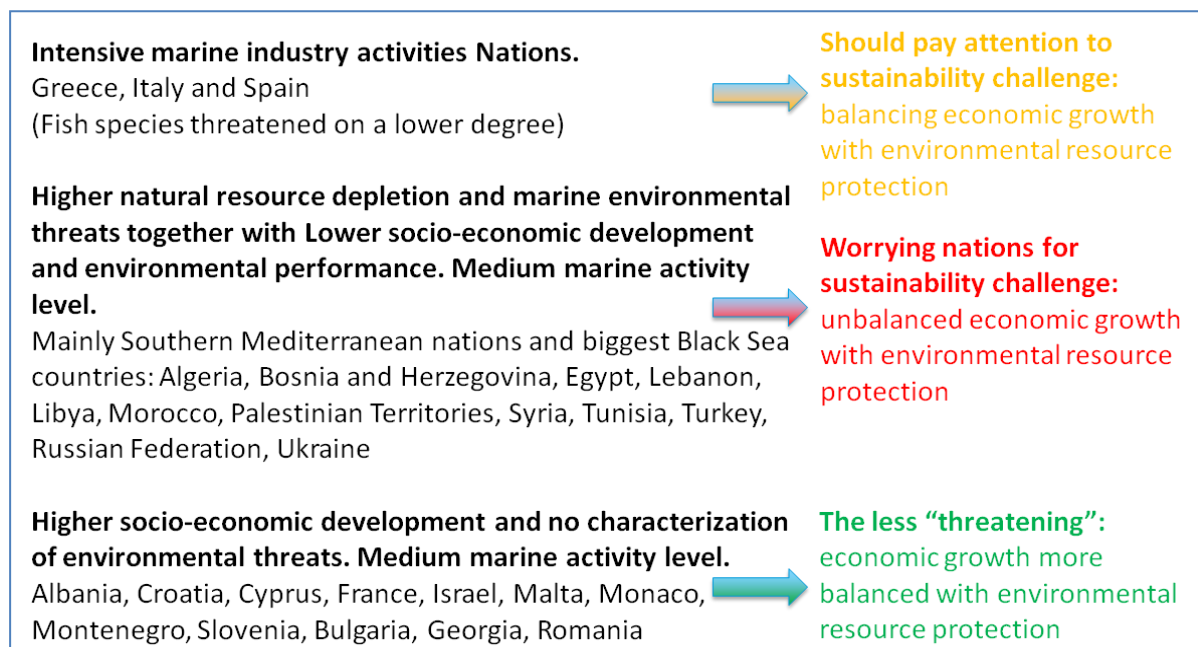 Intensive marine industry activities Nations.
Greece, Italy and Spain
(Fish species threatened on a lower degree)
Should pay attention to
sustainability challenge:
balancing economic growth
with environmental resource
protection
Higher natural resource depletion and marine environmental
threats together with Lower socio-economic development
and environmental performance. Medium marine activity
level.
Mainly Southern Mediterranean nations and biggest Black Sea
countries: Algeria, Bosnia and Herzegovina, Egypt, Lebanon,
Libya, Morocco, Palestinian Territories, Syria, Tunisia, Turkey,
Russian Federation, Ukraine
Worrying nations for
sustainability challenge:
unbalanced economic growth
with environmental resource
protection
Higher socio-economic development and no characterization
of environmental threats. Medium marine activity level.
Albania, Croatia, Cyprus, France, Israel, Malta, Monaco,
Montenegro, Slovenia, Bulgaria, Georgia, Romania
The less “threatening”:
economic growth more
balanced with environmental
resource protection